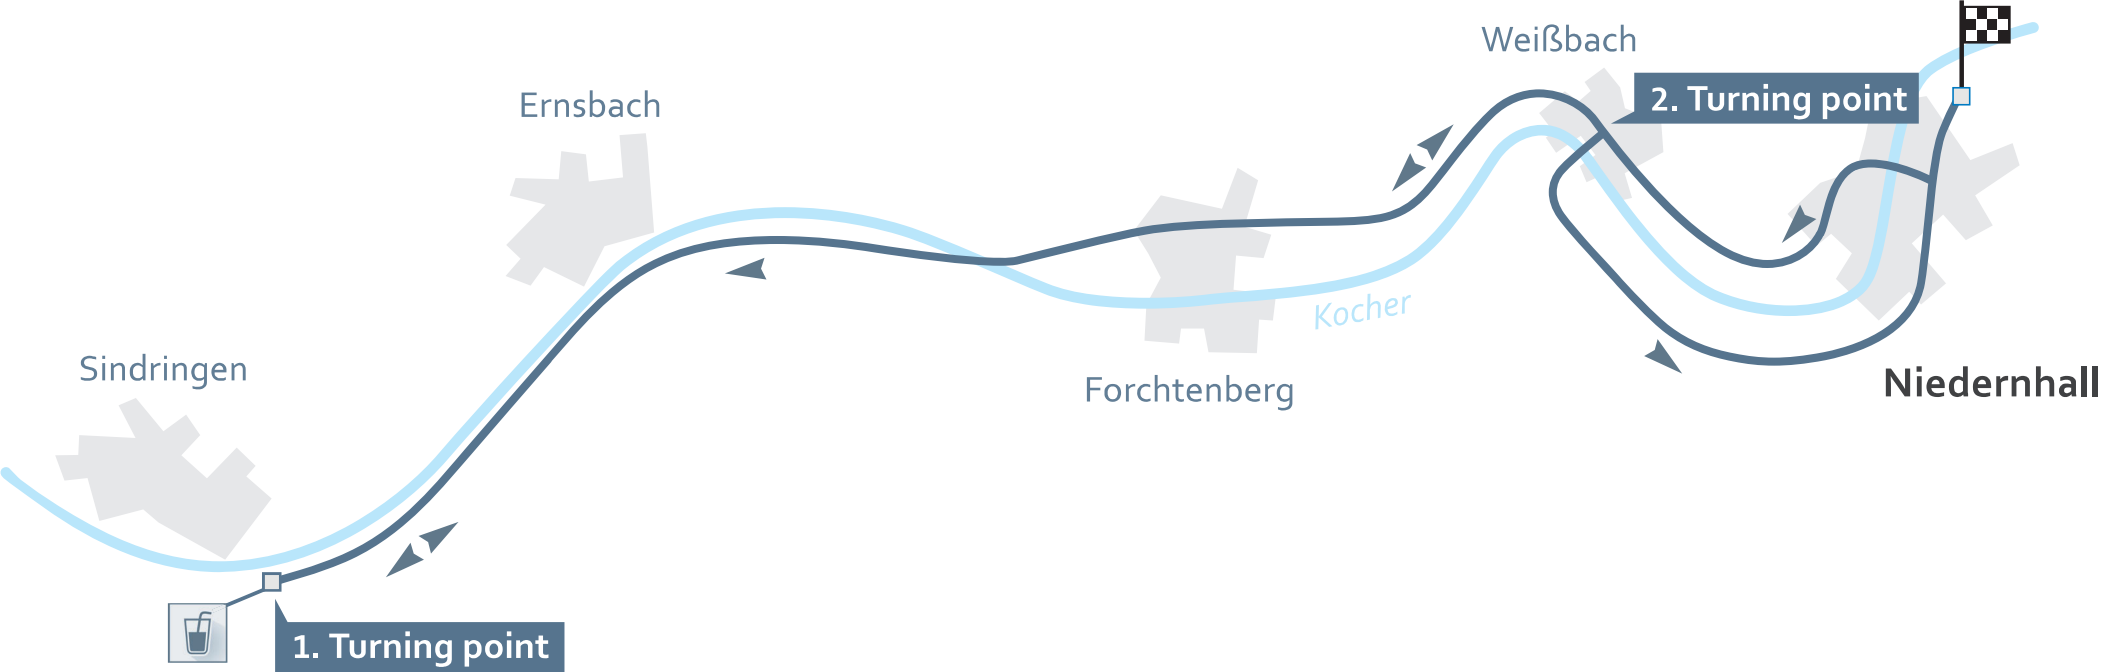 Weißbach
2. Turning point
Ernsbach
Kocher
Sindringen
Forchtenberg
Niedernhall
1. Turning point